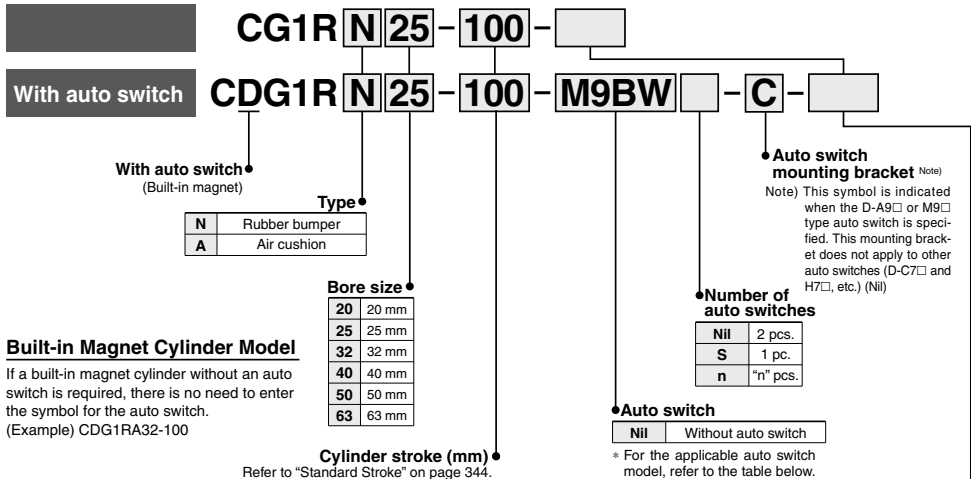 CG1R N 25 - 100 -
With auto switch CDG1R N 25 - 100 - M9BW - C -
With auto switch
(Built-in magnet)
Type
N Rubber bumper
A Air cushion
Bore size
20 20 mm
25 25 mm
32 32 mm
40 40 mm
50 50 mm
63 63 mm
Built-in Magnet Cylinder Model
If a built-in magnet cylinder without an auto
switch is required, there is no need to enter
the symbol for the auto switch.
(Example) CDG1RA32-100
Cylinder stroke (mm)
Refer to “Standard Stroke” on page 344.
Auto switch
mounting bracket Note)
Note) This symbol is indicated
when the D-A9□ or M9□
type auto switch is speci-
fied. This mounting brack-
et does not apply to other
auto switches (D-C7□ and
H7□, etc.) (Nil)
Number of
auto switches
Nil 2 pcs.
S 1 pc.
n “n” pcs.
Auto switch
Nil Without auto switch
* For the applicable auto switch
model, refer to the table below.